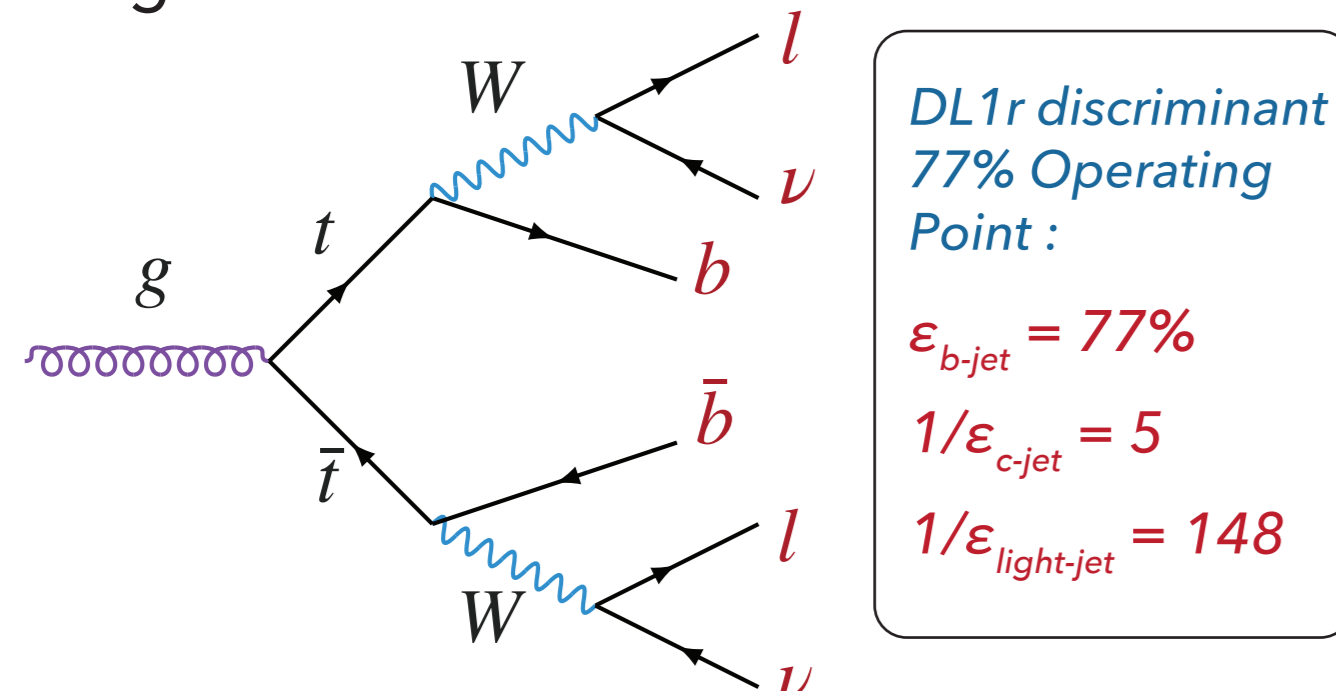 g
l
W
ν
t
b
g
b̄
t̄
l
W
ν
DL1r discriminant
77% Operating
Point :
ε_b-jet = 77%
1/ε_c-jet = 5
1/ε_light-jet = 148